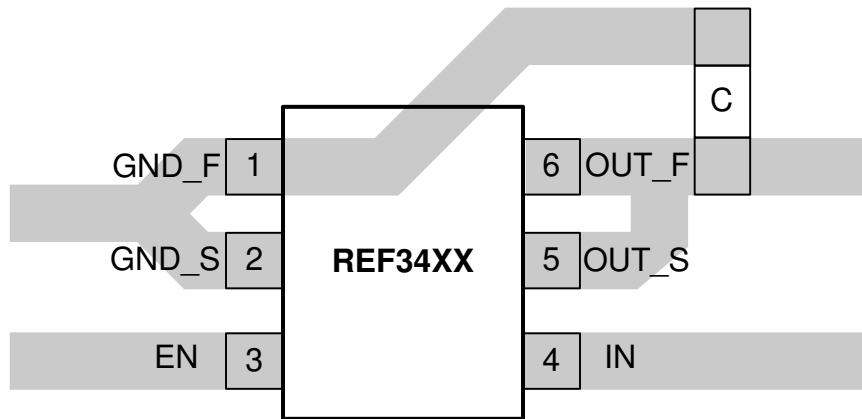 C
GND_F 1 6 OUT_F
GND_S 2 REF34XX 5 OUT_S
EN 3 4 IN